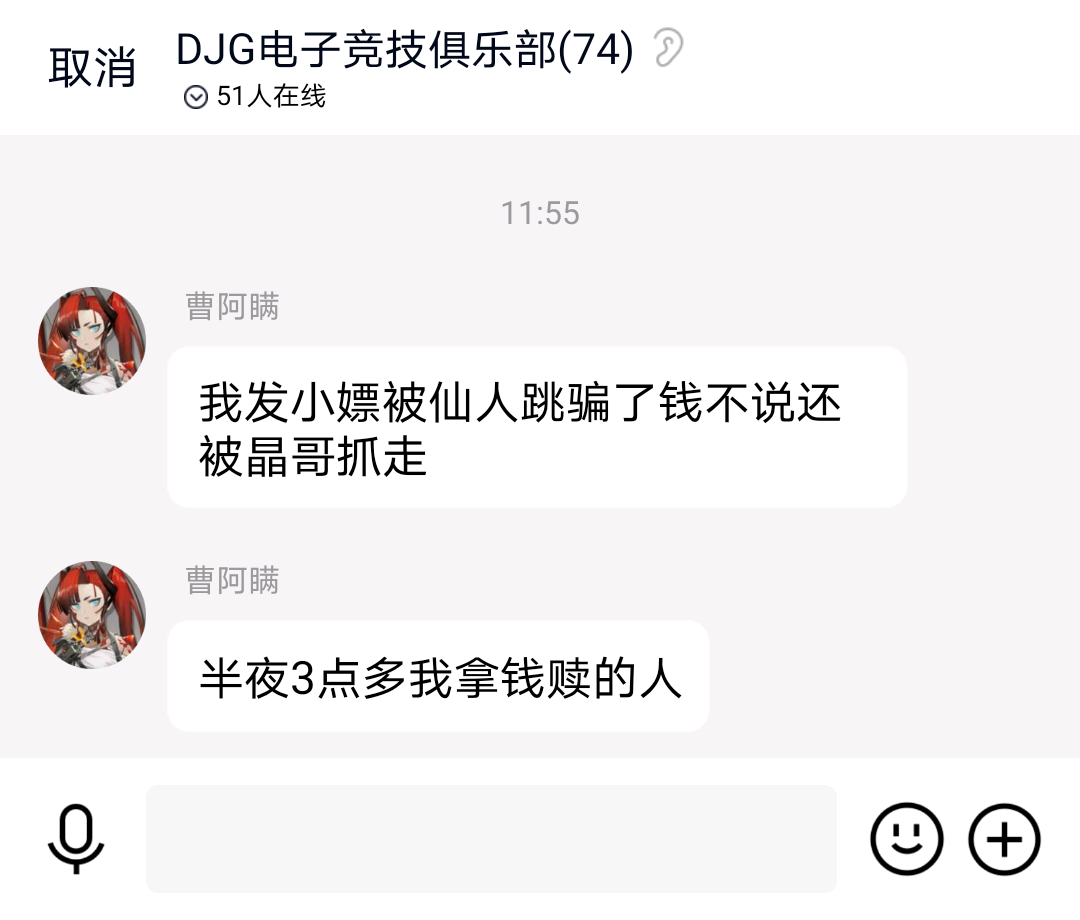 取消
DJG电子竞技俱乐部(74)
51人在线
11:55
曹阿瞒
我发小嫖被仙人跳骗了钱不说还
被晶哥抓走
曹阿瞒
半夜3点多我拿钱赎的人